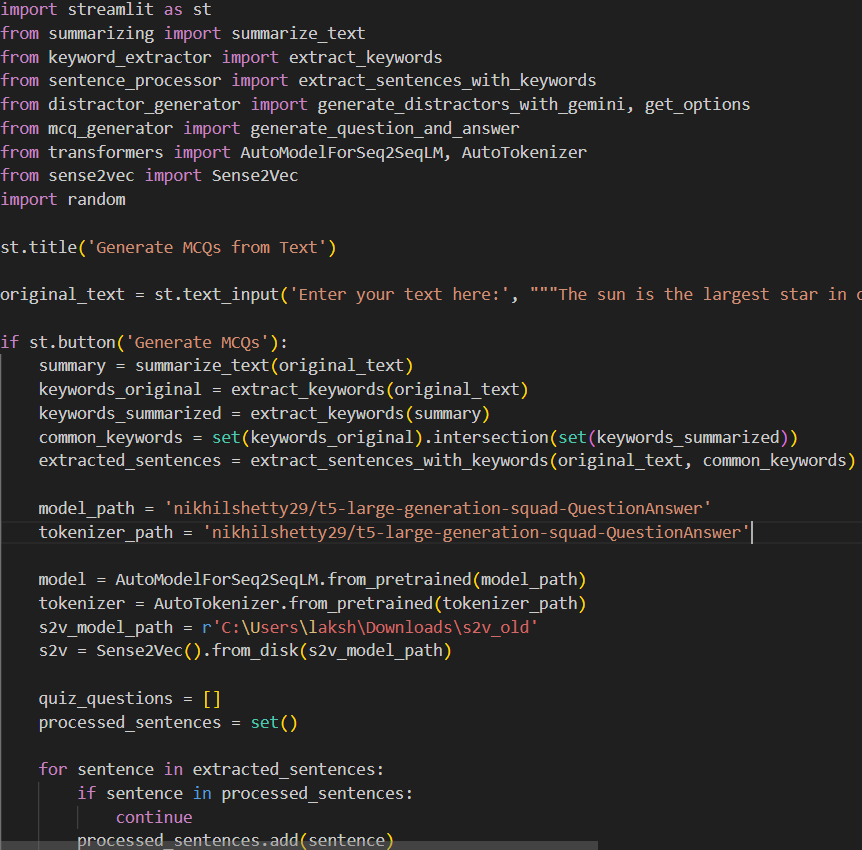 import streamlit as st
from summarizing import summarize_text
from keyword_extractor import extract_keywords
from sentence_processor import extract_sentences_with_keywords
from distractor_generator import generate_distractors_with_gemini, get_options
from mcq_generator import generate_question_and_answer
from transformers import AutoModelForSeq2SeqLM, AutoTokenizer
from sense2vec import Sense2Vec
import random
st.title('Generate MCQs from Text')
original_text = st.text_input('Enter your text here:', """The sun is the largest star in
if st.button('Generate MCQs'):
    summary = summarize_text(original_text)
    keywords_original = extract_keywords(original_text)
    keywords_summarized = extract_keywords(summary)
    common_keywords = set(keywords_original).intersection(set(keywords_summarized))
    extracted_sentences = extract_sentences_with_keywords(original_text, common_keywords)
    model_path = 'nikhilshetty29/t5-large-generation-squad-QuestionAnswer'
    tokenizer_path = 'nikhilshetty29/t5-large-generation-squad-QuestionAnswer'
    model = AutoModelForSeq2SeqLM.from_pretrained(model_path)
    tokenizer = AutoTokenizer.from_pretrained(tokenizer_path)
    s2v_model_path = r'C:\Users\laksh\Downloads\s2v_old'
    s2v = Sense2Vec().from_disk(s2v_model_path)
    quiz_questions = []
    processed_sentences = set()
    for sentence in extracted_sentences:
        if sentence in processed_sentences:
            continue
        processed_sentences.add(sentence)